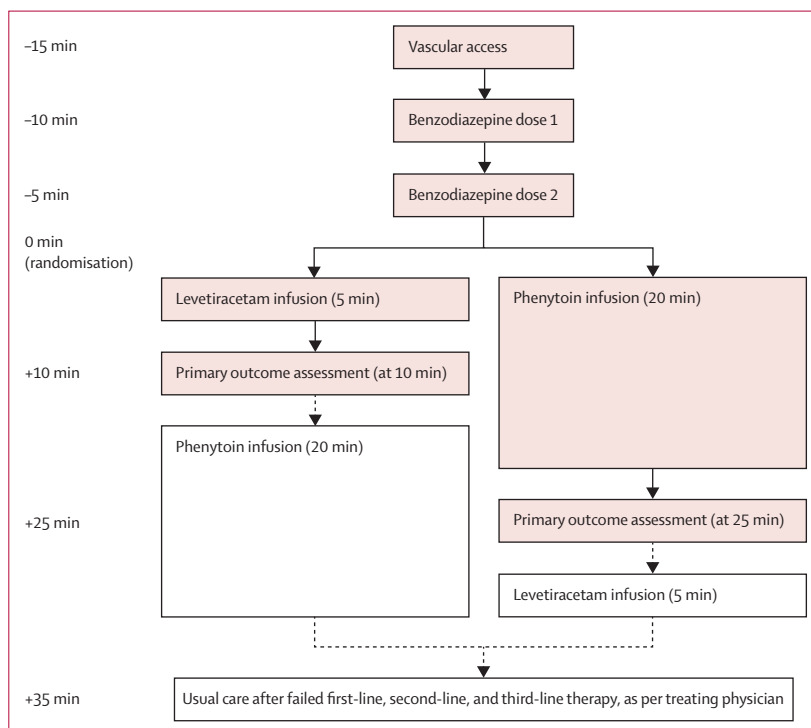 –15 min
Vascular access
–10 min
Benzodiazepine dose 1
–5 min
Benzodiazepine dose 2
0 min
(randomisation)
Levetiracetam infusion (5 min)
Phenytoin infusion (20 min)
+10 min
Primary outcome assessment (at 10 min)
Phenytoin infusion (20 min)
+25 min
Primary outcome assessment (at 25 min)
Levetiracetam infusion (5 min)
+35 min
Usual care after failed first-line, second-line, and third-line therapy, as per treating physician